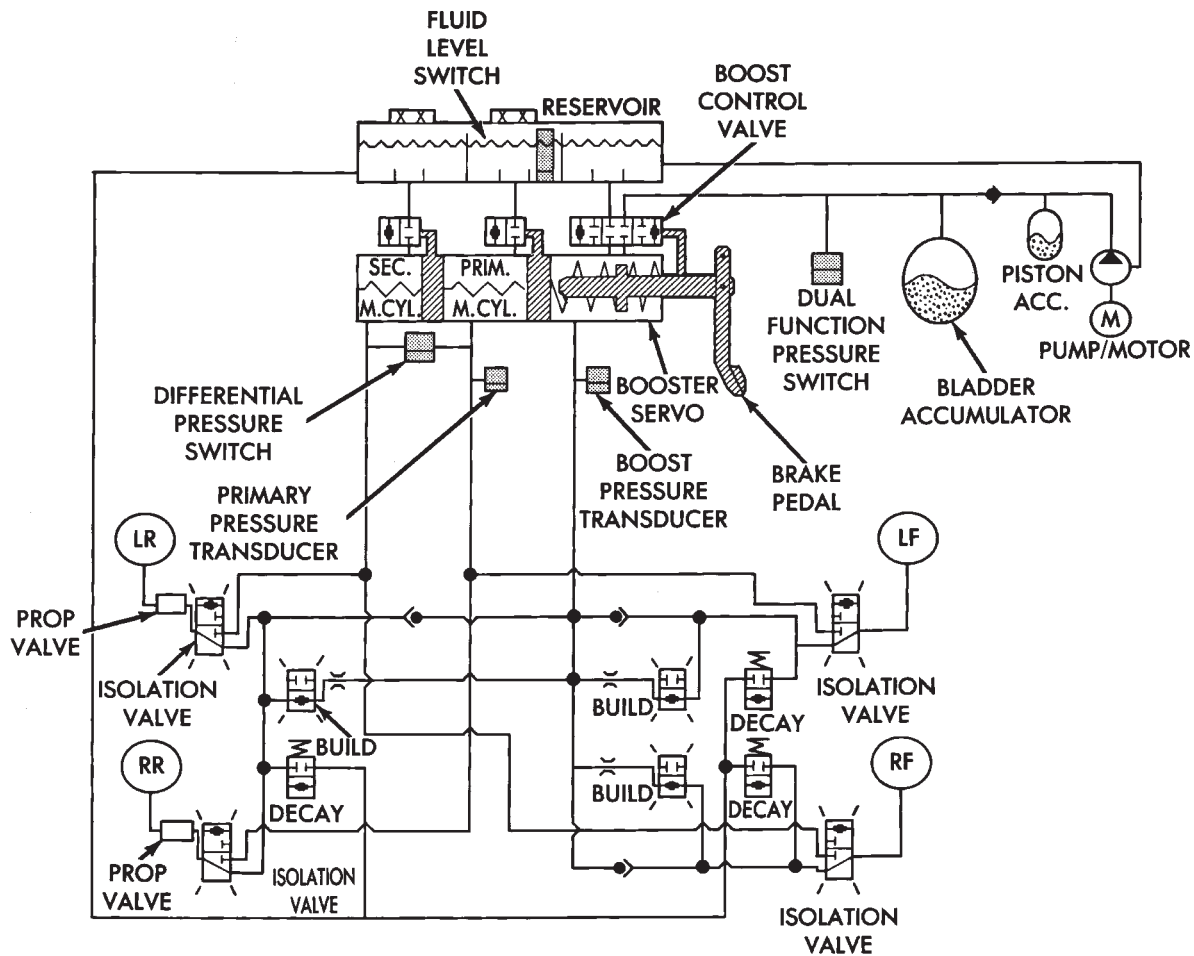 FLUID
LEVEL
SWITCH
RESERVOIR
BOOST
CONTROL
VALVE
SEC.
M.CYL.
PRIM.
M.CYL.
DUAL
FUNCTION
PRESSURE
SWITCH
PISTON
ACC.
M
PUMP/MOTOR
BLADDER
ACCUMULATOR
DIFFERENTIAL
PRESSURE
SWITCH
BOOSTER
SERVO
PRIMARY
PRESSURE
TRANSDUCER
BOOST
PRESSURE
TRANSDUCER
BRAKE
PEDAL
LR
LF
PROP
VALVE
ISOLATION
VALVE
BUILD
BUILD
DECAY
ISOLATION
VALVE
RR
RF
DECAY
BUILD
DECAY
PROP
VALVE
ISOLATION
VALVE
ISOLATION
VALVE